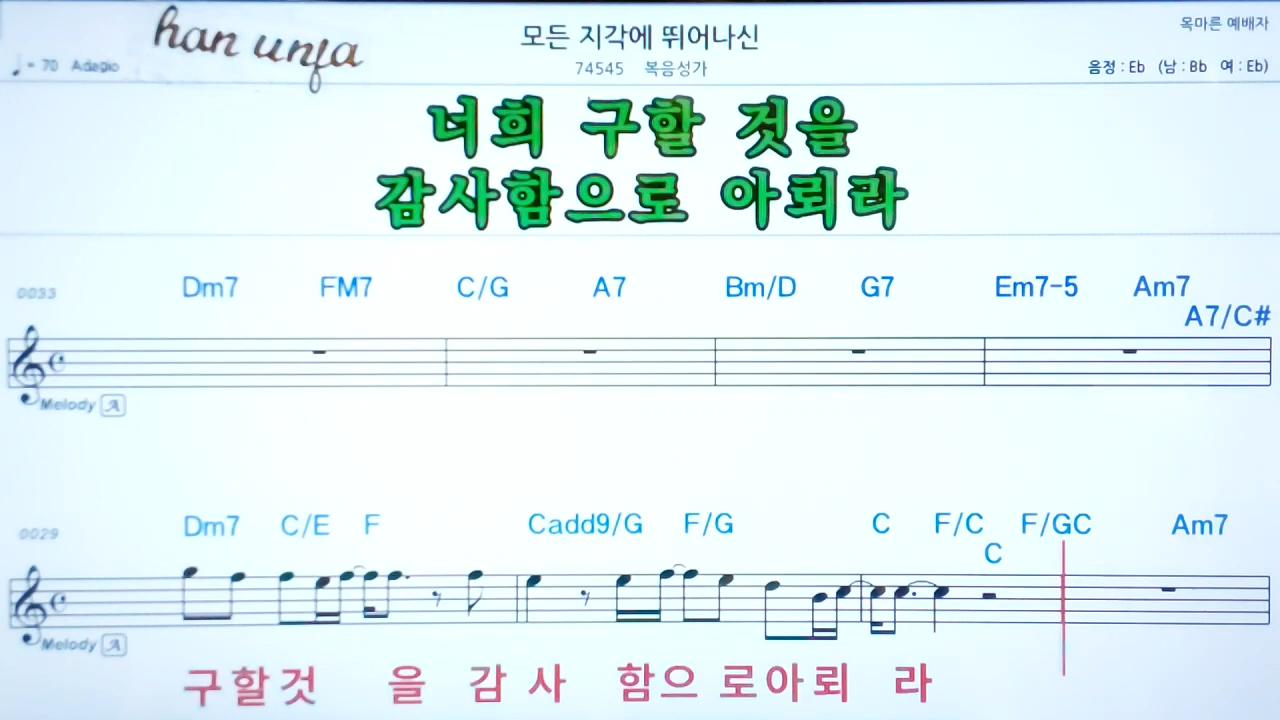 han unfa
모든 지각에 뛰어나신
목마른 예배자
♩= 70 Adagio
74545 복음성가
음정 : Eb (남 : Bb 여 : Eb)
너희 구할 것을
감사함으로 아뢰라
0033 Dm7 FM7 C/G A7 Bm/D G7 Em7-5 Am7
A7/C#
Melody A
0029 Dm7 C/E F Cadd9/G F/G C F/C F/GC Am7
C
Melody A
구할것 을 감 사 함으 로아뢰 라